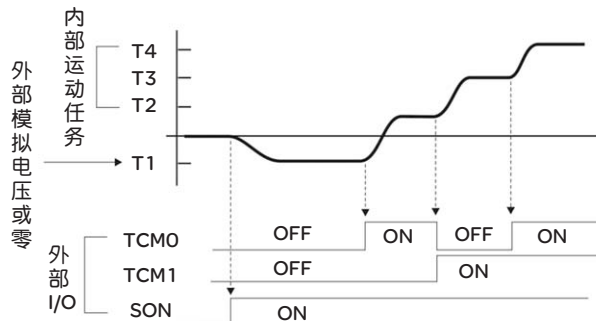 外部模拟电压或零
内部运动任务
T4
T3
T2
T1
外部I/O
TCM0 OFF ON OFF ON
TCM1 OFF ON
SON ON